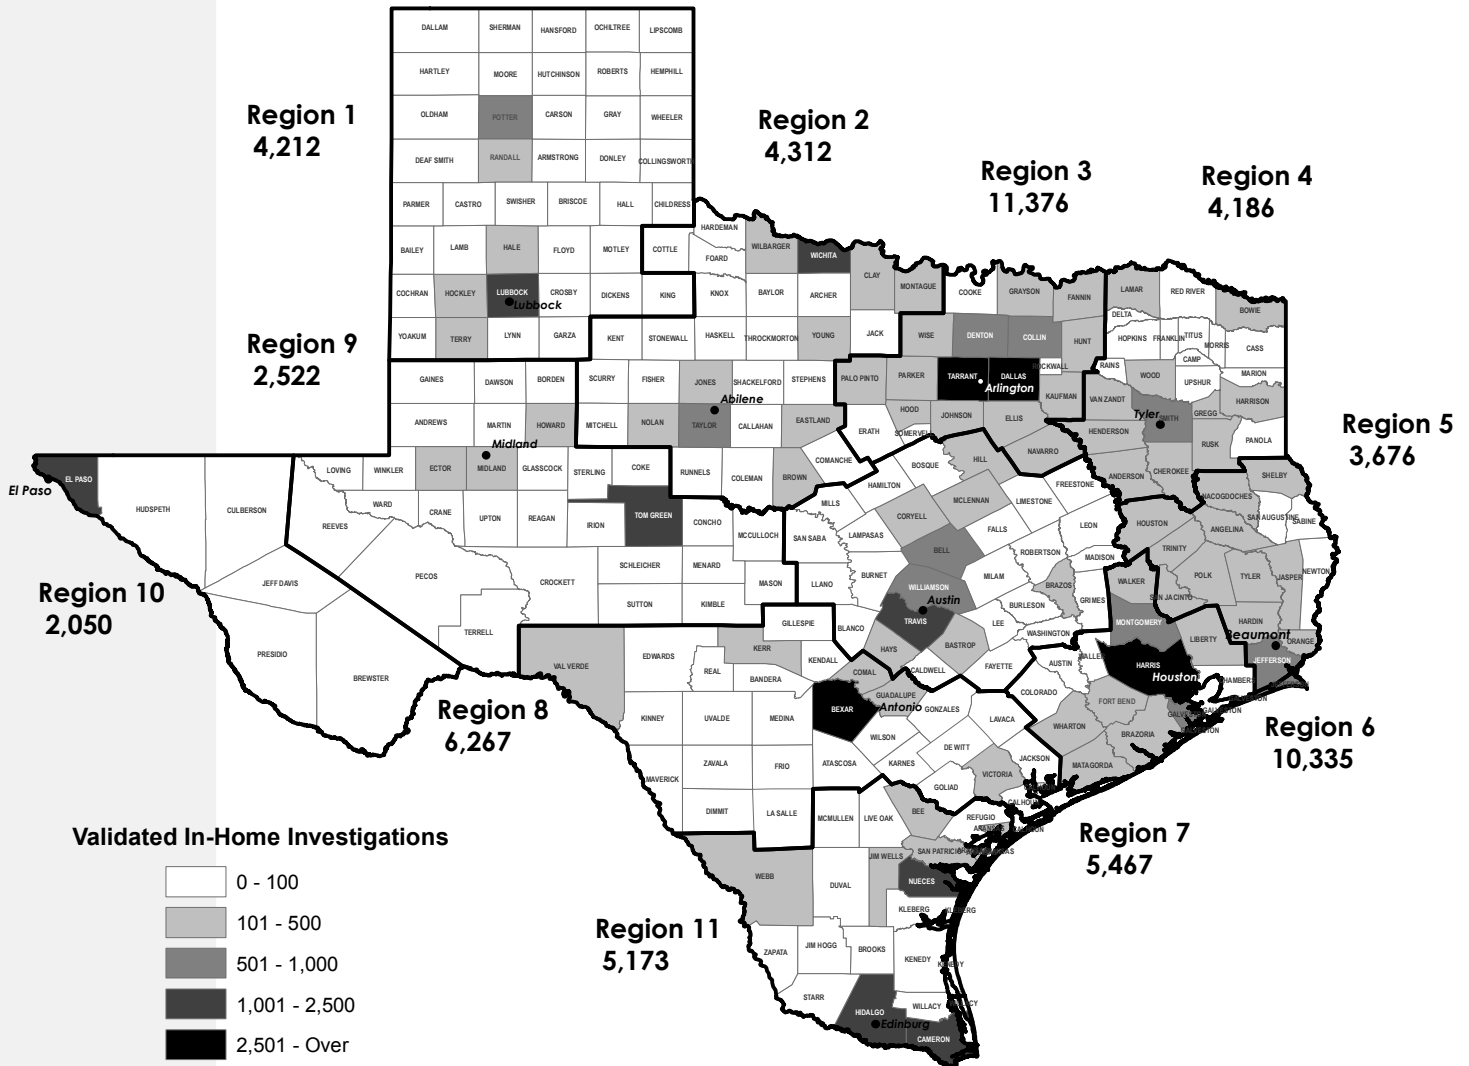 DALLAM
SHERMAN
HANSFORD
OCHILTREE
LIPSCOMB
HARTLEY
MOORE
HUTCHINSON
ROBERTS
HEMPHILL
Region 1
4,212
OLDHAM
POTTER
CARSON
GRAY
WHEELER
Region 2
4,312
DEAF SMITH
RANDALL
ARMSTRONG
DONLEY
COLLINGSWORTH
Region 3
11,376
Region 4
4,186
PARMER
CASTRO
SWISHER
BRISCOE
HALL
CHILDRESS
BAILEY
LAMB
HALE
FLOYD
MOTLEY
COTTLE
HARDEMAN
FOARD
WILBARGER
WICHITA
CLAY
MONTAGUE
COCHRAN
HOCKLEY
LUBBOCK
Lubbock
CROSBY
DICKENS
KING
KNOX
BAYLOR
ARCHER
COOKE
GRAYSON
FANNIN
LAMAR
RED RIVER
BOWIE
DELTA
YOAKUM
TERRY
LYNN
GARZA
KENT
STONEWALL
HASKELL
THROCKMORTON
YOUNG
JACK
WISE
DENTON
COLLIN
HUNT
HOPKINS
FRANKLIN
TITUS
MORRIS
CASS
CAMP
Region 9
2,522
GAINES
DAWSON
BORDEN
SCURRY
FISHER
JONES
SHACKELFORD
STEPHENS
PALO PINTO
PARKER
TARRANT
DALLAS
Arlington
ROCKWALL
KAUFMAN
RAINS
WOOD
UPSHUR
MARION
VAN ZANDT
HARRISON
ANDREWS
MARTIN
HOWARD
MITCHELL
NOLAN
TAYLOR
Abilene
CALLAHAN
EASTLAND
ERATH
HOOD
SOMERVELL
JOHNSON
ELLIS
HENDERSON
Tyler
SMITH
GREGG
RUSK
PANOLA
Region 5
3,676
Midland
El Paso
EL PASO
HUDSPETH
CULBERSON
LOVING
WINKLER
ECTOR
MIDLAND
GLASSCOCK
STERLING
COKE
RUNNELS
COLEMAN
BROWN
COMANCHE
BOSQUE
HILL
NAVARRO
ANDERSON
CHEROKEE
SHELBY
NACOGDOCHES
HAMILTON
FREESTONE
LIMESTONE
MCLENNAN
MILLS
CORYELL
WARD
CRANE
UPTON
REAGAN
IRION
TOM GREEN
CONCHO
REEVES
MCCULLOCH
SAN SABA
LAMPASAS
FALLS
LEON
HOUSTON
ANGELINA
SAN AUGUSTINE
SABINE
TRINITY
BELL
ROBERTSON
MADISON
POLK
TYLER
JASPER
NEWTON
JEFF DAVIS
PECOS
CROCKETT
SCHLEICHER
MENARD
MASON
LLANO
BURNET
WILLIAMSON
MILAM
BRAZOS
WALKER
SAN JACINTO
GRIMES
Region 10
2,050
SUTTON
KIMBLE
Austin
TRAVIS
BURLESON
LEE
WASHINGTON
MONTGOMERY
HARDIN
LIBERTY
Beaumont
ORANGE
JEFFERSON
TERRELL
GILLESPIE
BLANCO
HAYS
BASTROP
PRESIDIO
BREWSTER
VAL VERDE
EDWARDS
KERR
REAL
KENDALL
BANDERA
COMAL
CALDWELL
FAYETTE
AUSTIN
WALLER
HARRIS
Houston
CHAMBERS
Region 8
6,267
KINNEY
UVALDE
MEDINA
BEXAR
GUADALUPE
Antonio
GONZALES
LAVACA
COLORADO
FORT BEND
WHARTON
BRAZORIA
GALVESTON
Region 6
10,335
MAVERICK
ZAVALA
FRIO
ATASCOSA
WILSON
KARNES
DE WITT
JACKSON
MATAGORDA
VICTORIA
GOLIAD
CALHOUN
DIMMIT
LA SALLE
MCMULLEN
LIVE OAK
BEE
REFUGIO
Region 7
5,467
SAN PATRICIO
WEBB
DUVAL
JIM WELLS
NUECES
KLEBERG
KLEBERG
Region 11
5,173
ZAPATA
JIM HOGG
BROOKS
KENEDY
KENEDY
STARR
HIDALGO
Edinburg
WILLACY
CAMERON
Validated In-Home Investigations
0 - 100
101 - 500
501 - 1,000
1,001 - 2,500
2,501 - Over